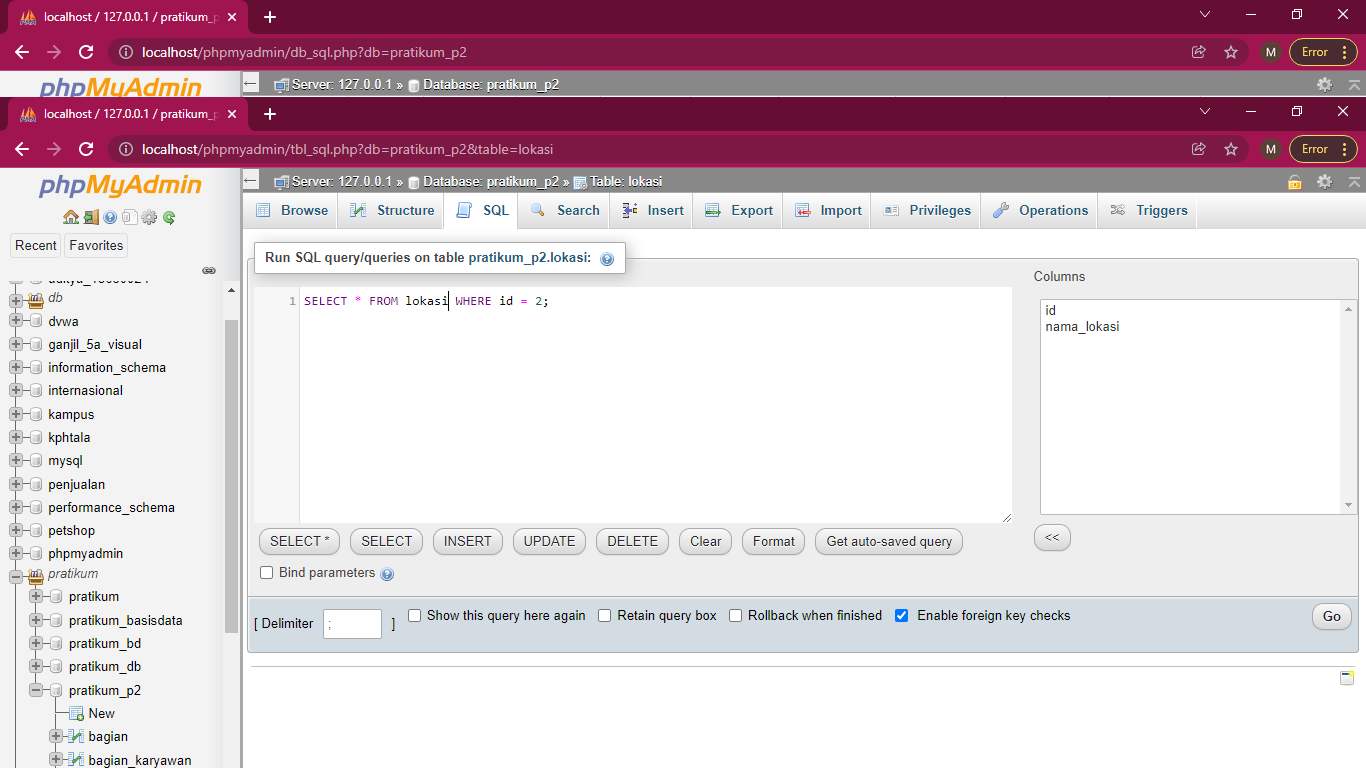 localhost / 127.0.0.1 / pratikum_p
localhost/phpmyadmin/db_sql.php?db=pratikum_p2
M
Error
phpMyAdmin
Server: 127.0.0.1 » Database: pratikum_p2
localhost / 127.0.0.1 / pratikum_p
localhost/phpmyadmin/tbl_sql.php?db=pratikum_p2&table=lokasi
M
Error
phpMyAdmin
Server: 127.0.0.1 » Database: pratikum_p2 » Table: lokasi
Browse Structure SQL Search Insert Export Import Privileges Operations Triggers
Recent Favorites
db
dvwa
ganjil_5a_visual
information_schema
internasional
kampus
kphtala
mysql
penjualan
performance_schema
petshop
phpmyadmin
pratikum
pratikum
pratikum_basisdata
pratikum_bd
pratikum_db
pratikum_p2
New
bagian
bagian_karyawan
Run SQL query/queries on table pratikum_p2.lokasi:
1 SELECT * FROM lokasi WHERE id = 2;
Columns
id
nama_lokasi
SELECT * SELECT INSERT UPDATE DELETE Clear Format Get auto-saved query <<
Bind parameters
[ Delimiter ; ] Show this query here again Retain query box Rollback when finished Enable foreign key checks Go